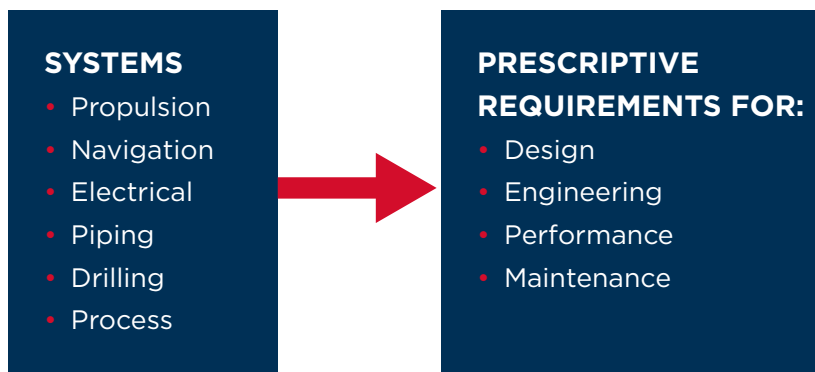 SYSTEMS
• Propulsion
• Navigation
• Electrical
• Piping
• Drilling
• Process
PRESCRIPTIVE
REQUIREMENTS FOR:
• Design
• Engineering
• Performance
• Maintenance